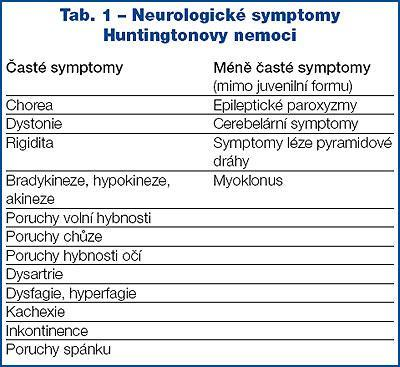 Tab. 1 – Neurologické symptomy
Huntingtonovy nemoci
Časté symptomy
Méně časté symptomy
(mimo juvenilní formu)
Chorea
Epileptické paroxyzmy
Dystonie
Cerebelární symptomy
Rigidita
Symptomy léze pyramidové
dráhy
Bradykineze, hypokineze,
akineze
Myoklonus
Poruchy volní hybnosti
Poruchy chůze
Poruchy hybnosti očí
Dysartrie
Dysfagie, hyperfagie
Kachexie
Inkontinence
Poruchy spánku